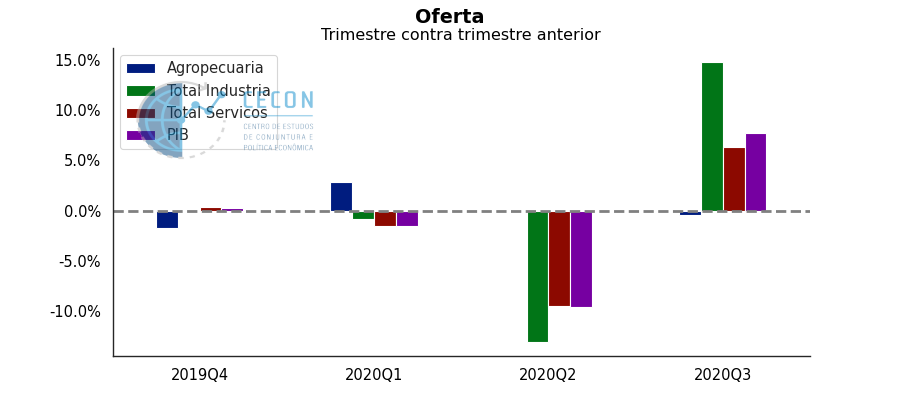 Oferta
Trimestre contra trimestre anterior
15.0%
10.0%
5.0%
0.0%
-5.0%
-10.0%
Agropecuaria
Total Industria
Total Servicos
PIB
CECON
CENTRO DE ESTUDOS
DE CONJUNTURA E
POLÍTICA ECONÔMICA
2019Q4
2020Q1
2020Q2
2020Q3